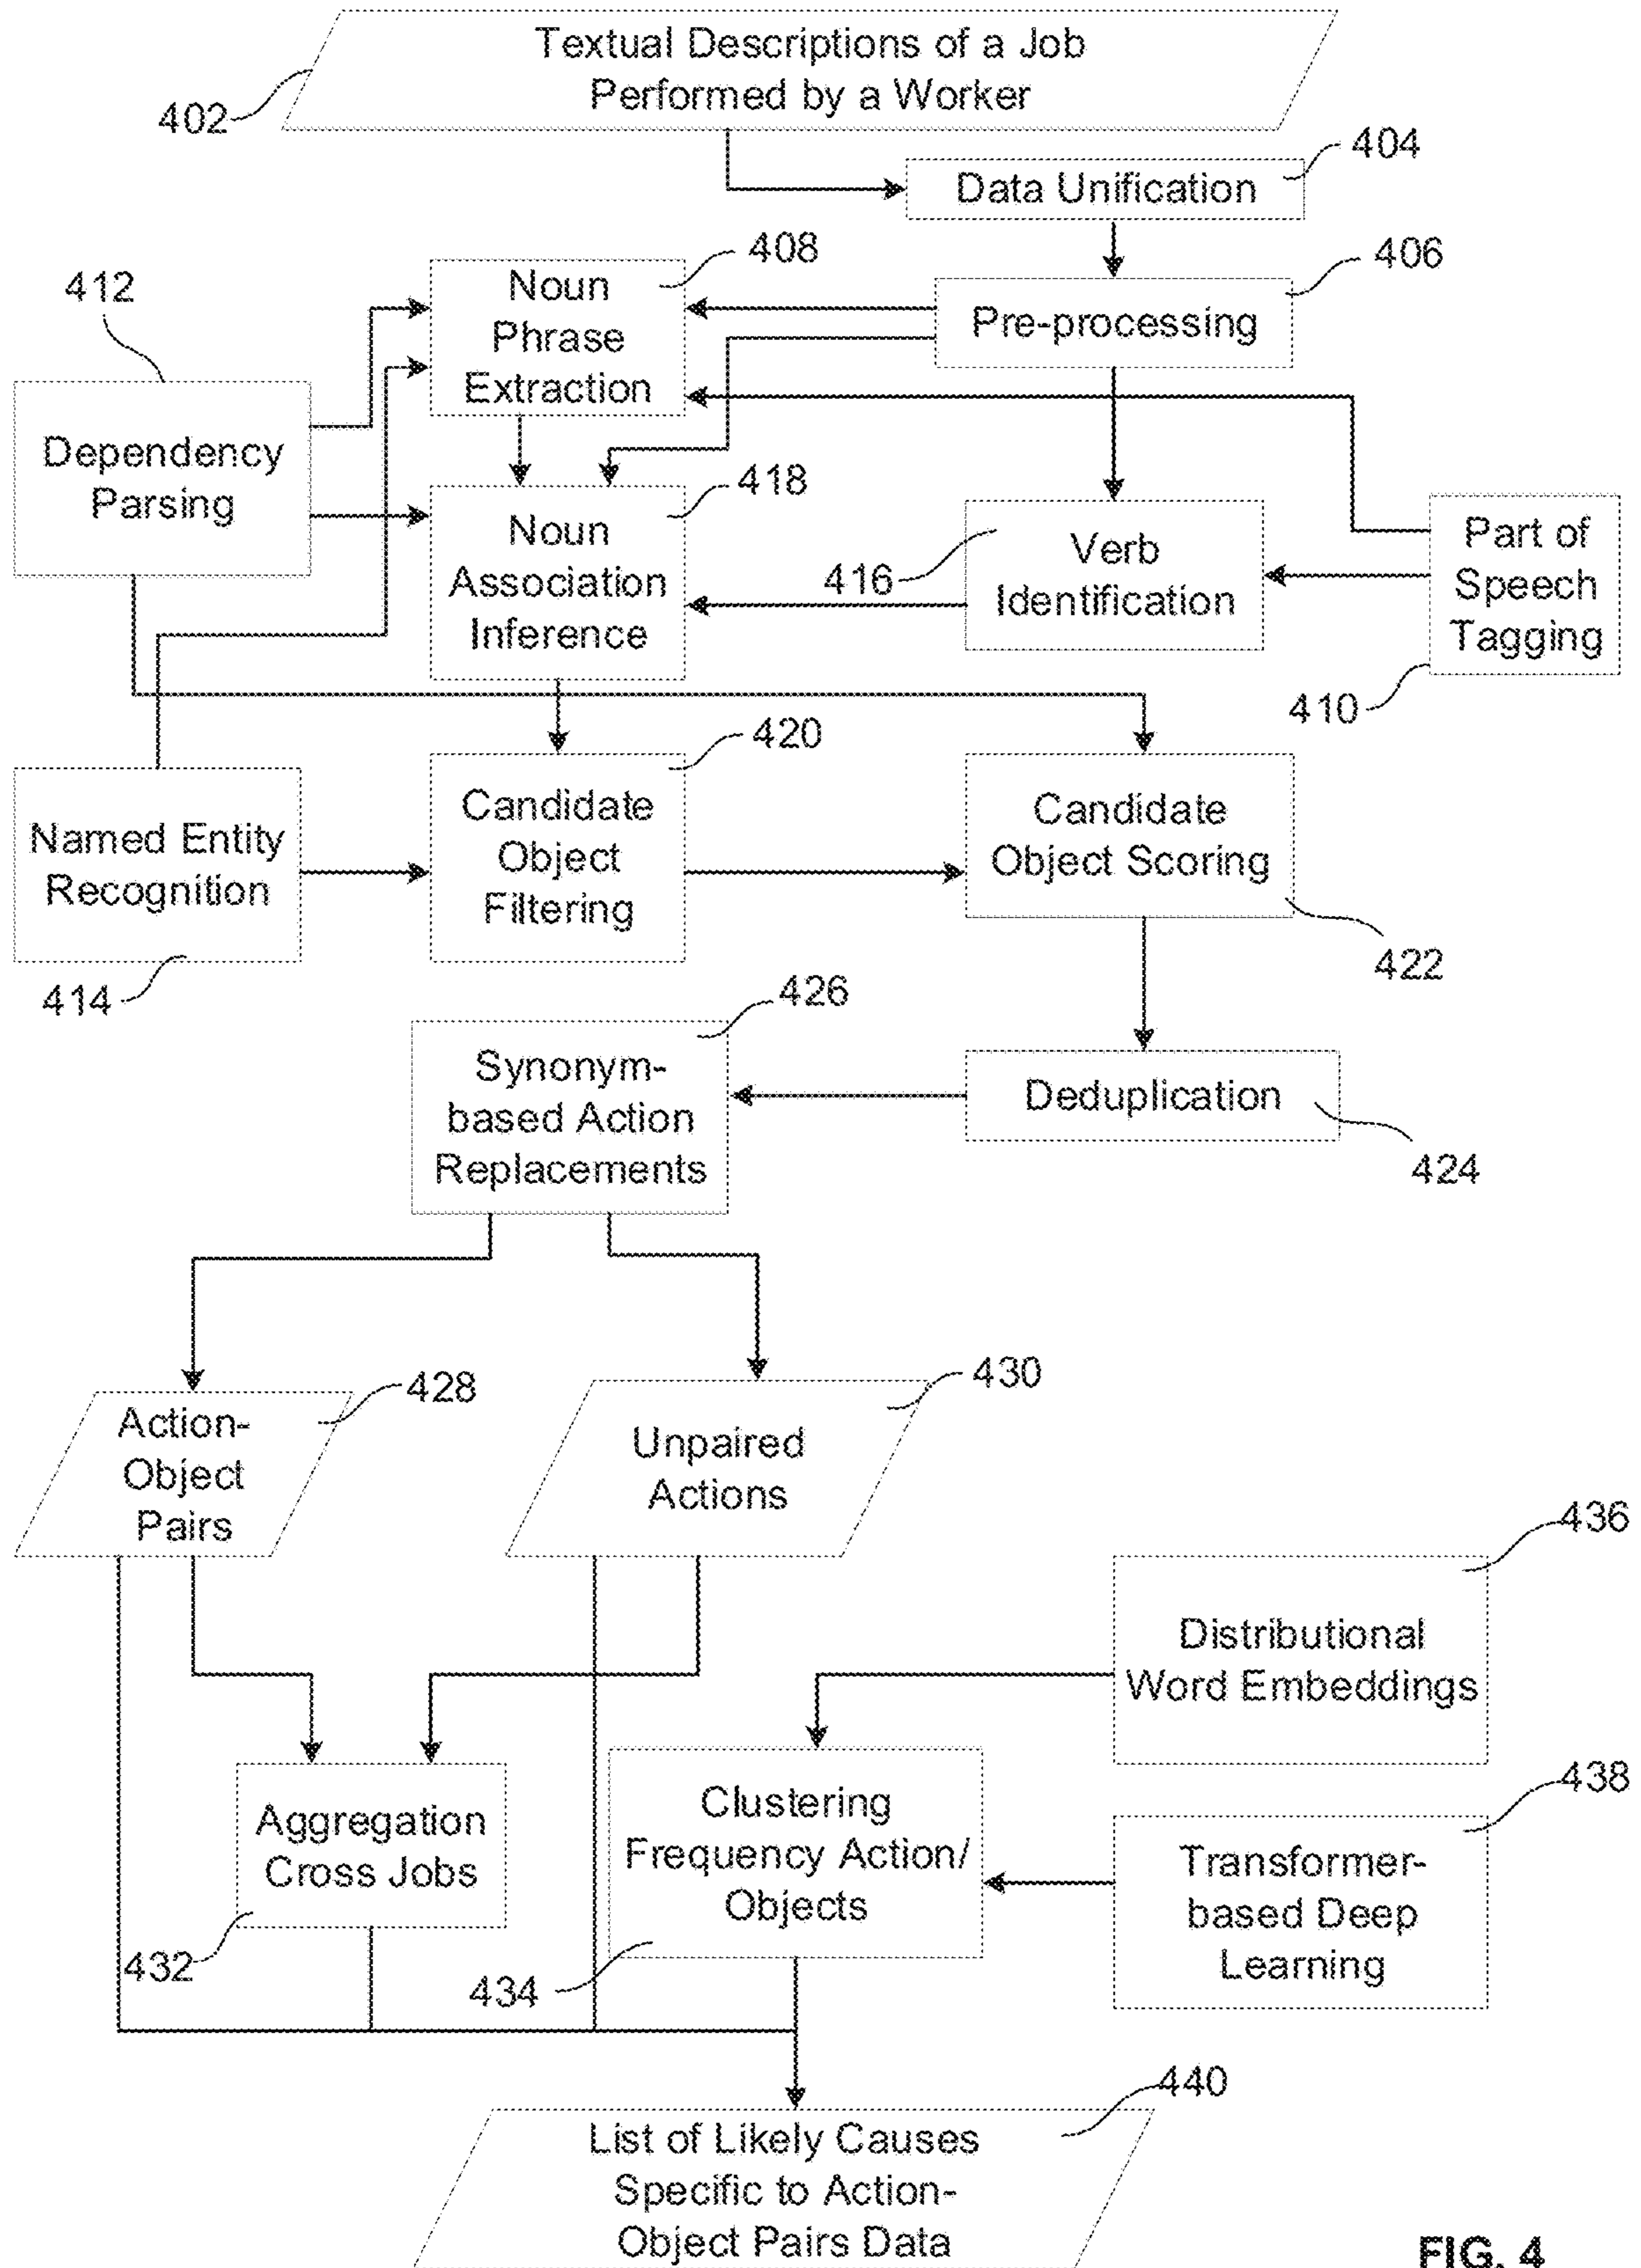 Textual Descriptions of a Job
Performed by a Worker
402
404
Data Unification
408
406
412
Noun
Phrase
Extraction
Pre-processing
Dependency
Parsing
418
Noun
Association
Inference
416
Verb
Identification
Part of
Speech
Tagging
410
420
Named Entity
Recognition
Candidate
Object
Filtering
Candidate
Object Scoring
422
414
426
Synonym-
based Action
Replacements
Deduplication
424
428
430
Action-
Object
Pairs
Unpaired
Actions
436
Distributional
Word Embeddings
438
Aggregation
Cross Jobs
Clustering
Frequency Action/
Objects
Transformer-
based Deep
Learning
432
434
440
List of Likely Causes
Specific to Action-
Object Pairs Data
FIG. 4